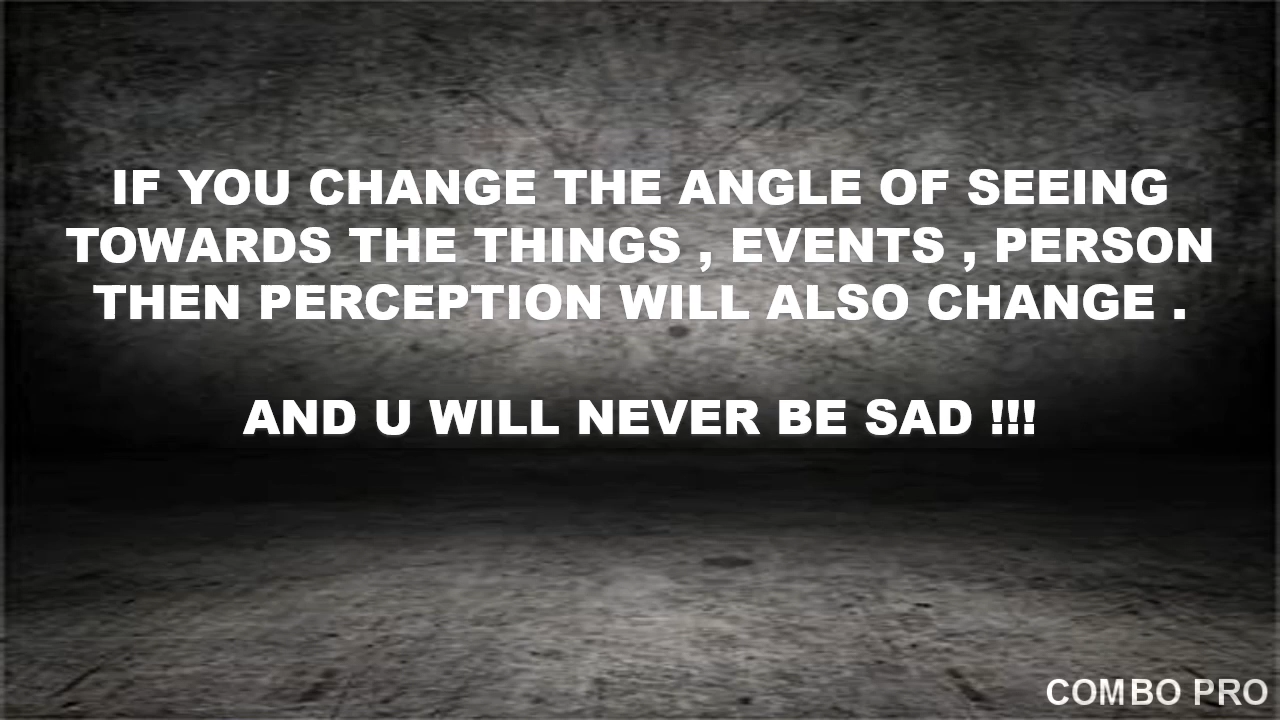 IF YOU CHANGE THE ANGLE OF SEEING
TOWARDS THE THINGS , EVENTS , PERSON
THEN PERCEPTION WILL ALSO CHANGE .
AND U WILL NEVER BE SAD !!!
COMBO PRO